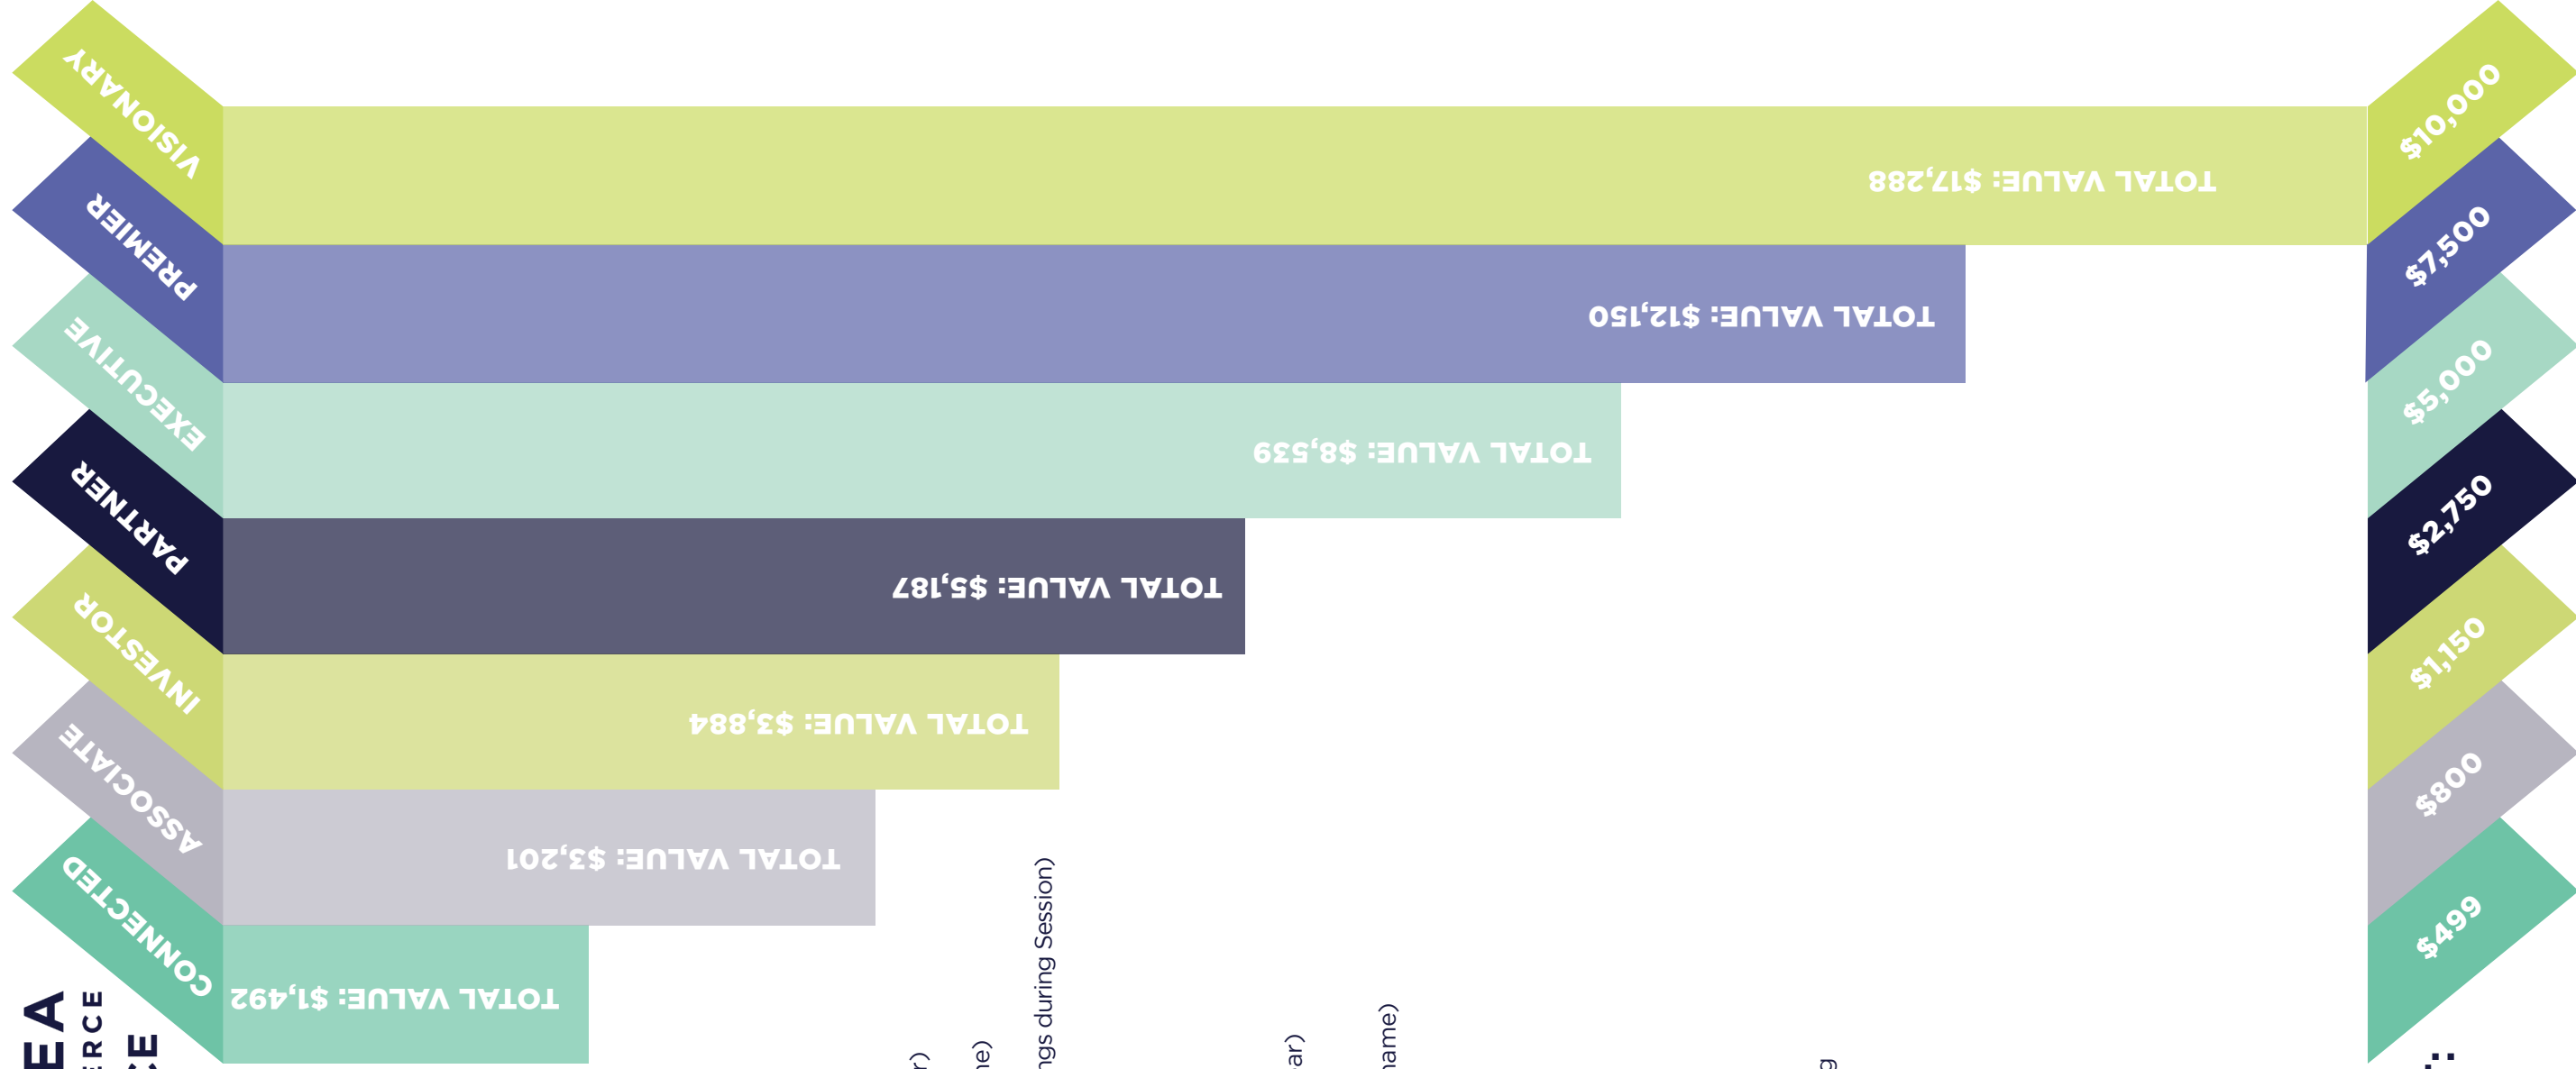 VISIONARY
TOTAL VALUE: $17,288
$10,000
PREMIER
TOTAL VALUE: $12,150
$7,500
EXECUTIVE
TOTAL VALUE: $8,539
$5,000
PARTNER
TOTAL VALUE: $5,187
$2,750
INVESTOR
TOTAL VALUE: $3,884
$1,150
ASSOCIATE
TOTAL VALUE: $3,201
$800
CONNECTED
TOTAL VALUE: $1,492
$499
during Session)